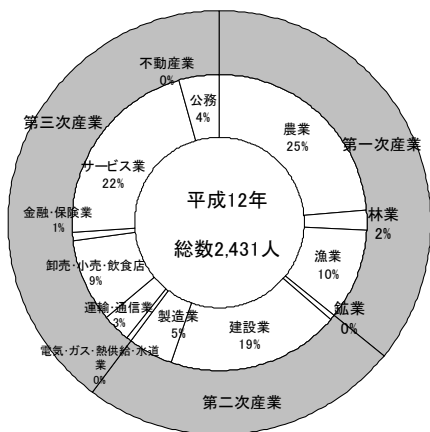 平成12年
総数2,431人
第一次産業
農業
25%
林業
2%
漁業
10%
第二次産業
鉱業
0%
建設業
19%
製造業
5%
第三次産業
電気・ガス・熱供給・水道
業
0%
運輸・通信業
3%
卸売・小売・飲食店
9%
金融・保険業
1%
サービス業
22%
不動産業
0%
公務
4%